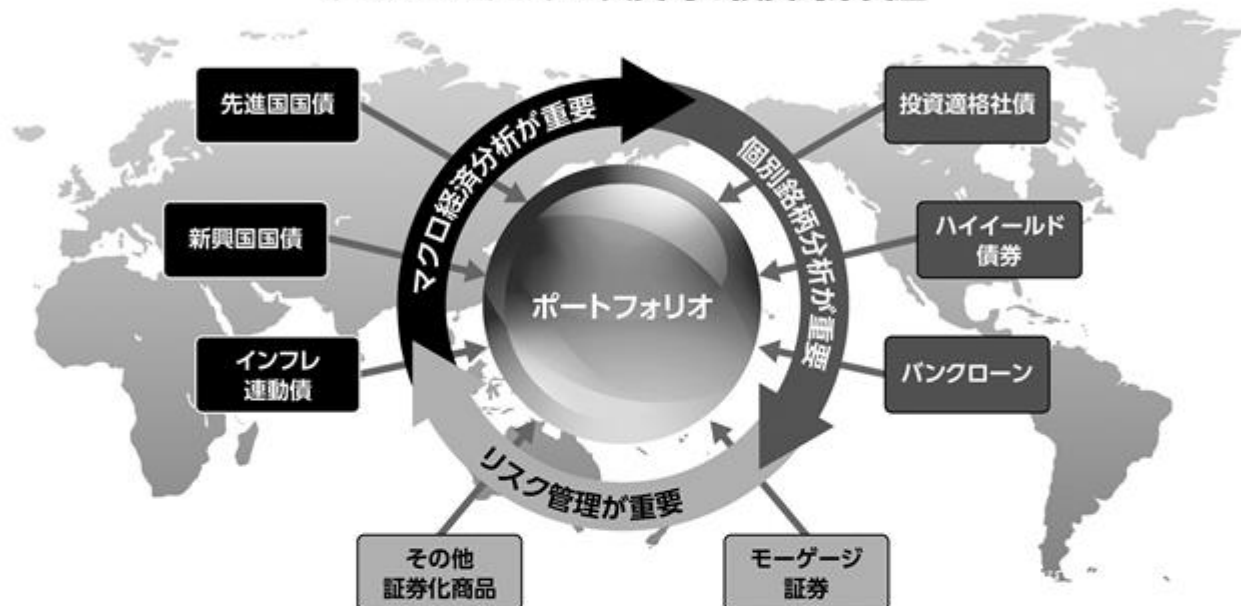 先進国国債
投資適格社債
マクロ経済分析が重要
個別銘柄分析が重要
新興国国債
ハイイールド
債券
ポートフォリオ
インフレ
連動債
バンクローン
リスク管理が重要
その他
証券化商品
モーゲージ
証券